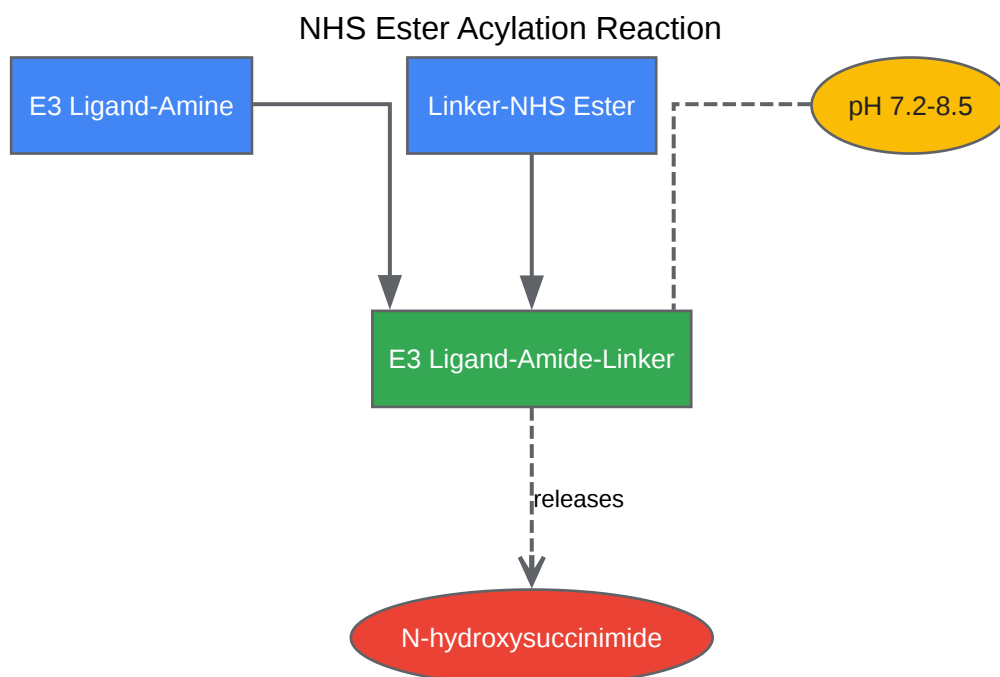 NHS Ester Acylation Reaction
E3 Ligand-Amine
Linker-NHS Ester
pH 7.2-8.5
E3 Ligand-Amide-Linker
releases
N-hydroxysuccinimide